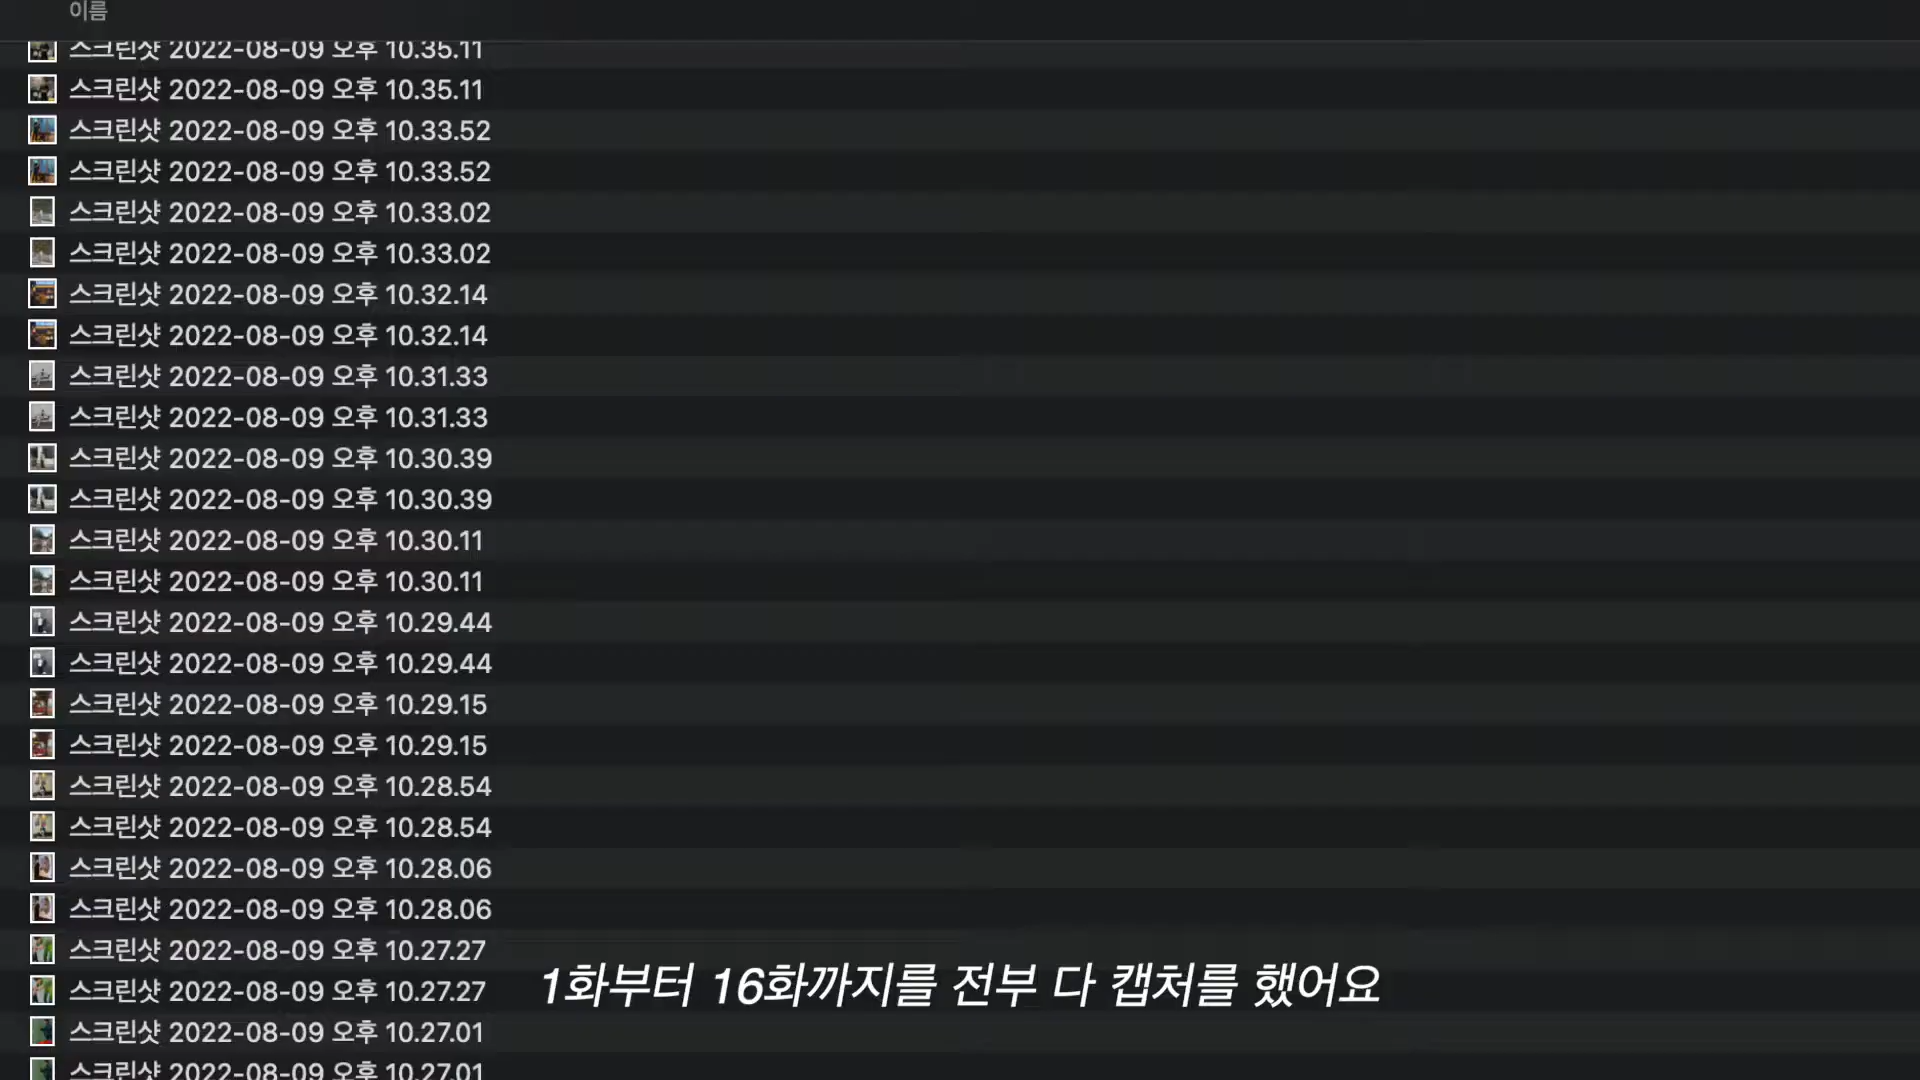 이름
스크린샷 2022-08-09 오후 10.35.11
스크린샷 2022-08-09 오후 10.35.11
스크린샷 2022-08-09 오후 10.33.52
스크린샷 2022-08-09 오후 10.33.52
스크린샷 2022-08-09 오후 10.33.02
스크린샷 2022-08-09 오후 10.33.02
스크린샷 2022-08-09 오후 10.32.14
스크린샷 2022-08-09 오후 10.32.14
스크린샷 2022-08-09 오후 10.31.33
스크린샷 2022-08-09 오후 10.31.33
스크린샷 2022-08-09 오후 10.30.39
스크린샷 2022-08-09 오후 10.30.39
스크린샷 2022-08-09 오후 10.30.11
스크린샷 2022-08-09 오후 10.30.11
스크린샷 2022-08-09 오후 10.29.44
스크린샷 2022-08-09 오후 10.29.44
스크린샷 2022-08-09 오후 10.29.15
스크린샷 2022-08-09 오후 10.29.15
스크린샷 2022-08-09 오후 10.28.54
스크린샷 2022-08-09 오후 10.28.54
스크린샷 2022-08-09 오후 10.28.06
스크린샷 2022-08-09 오후 10.28.06
스크린샷 2022-08-09 오후 10.27.27
스크린샷 2022-08-09 오후 10.27.27
스크린샷 2022-08-09 오후 10.27.01
스크린샷 2022-08-09 오후 10.27.01
1화부터 16화까지를 전부 다 캡처를 했어요